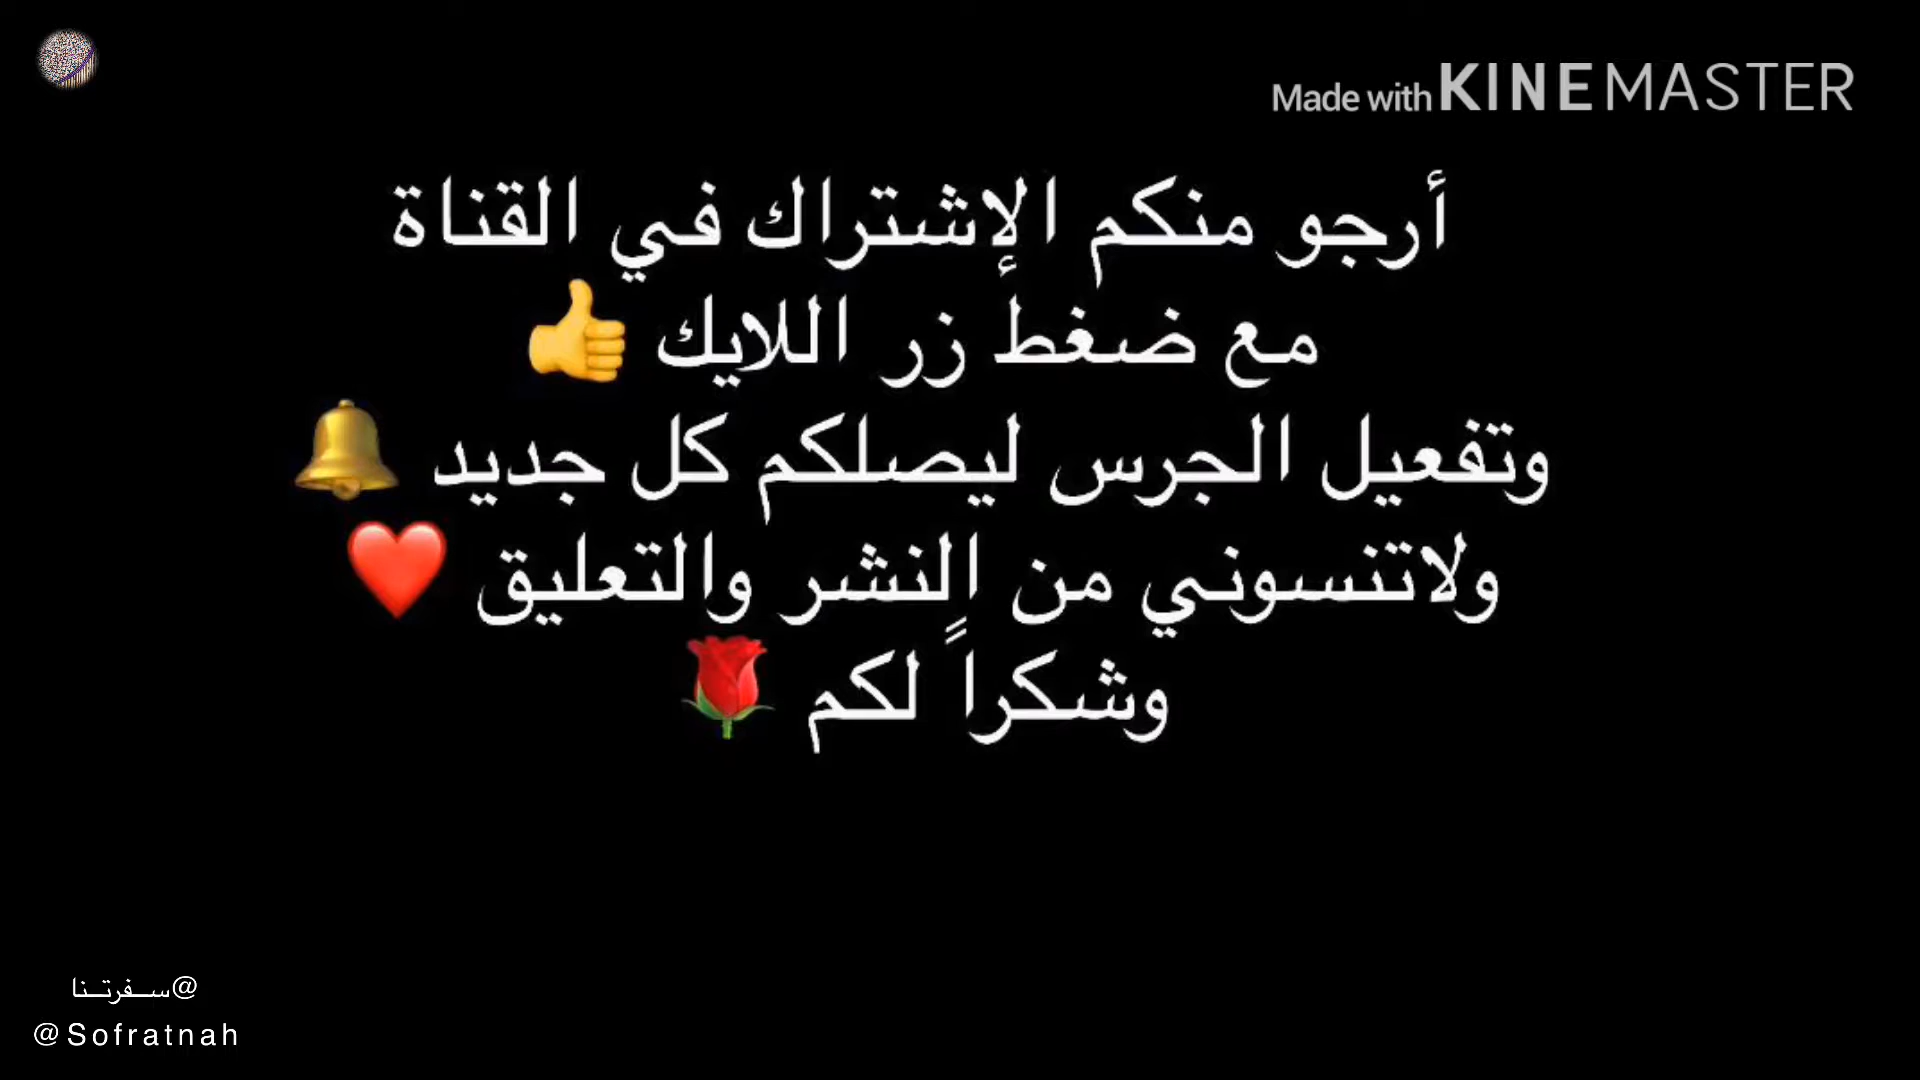 Made with KINEMASTER
أرجو منكم الإشتراك في القناة
مع ضغط زر اللايك 👍
وتفعيل الجرس ليصلكم كل جديد 🔔
ولاتنسوني من النشر والتعليق ❤️
وشكراً لكم 🌹
@سـفرتـنا
@Sofratnah